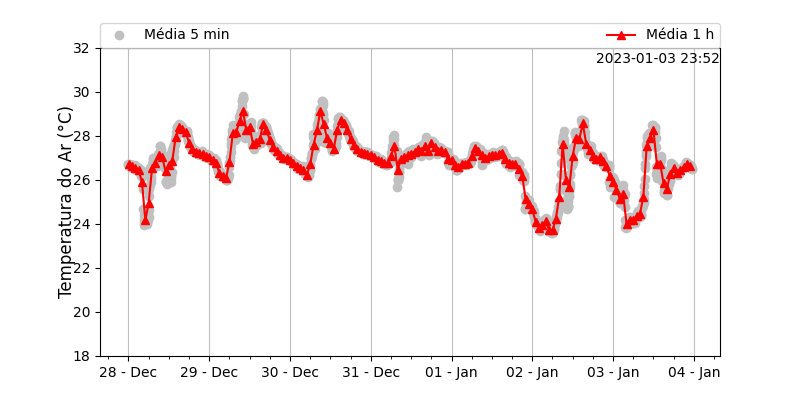 Média 5 min
Média 1 h
2023-01-03 23:52
Temperatura do Ar (°C)
32
30
28
26
24
22
20
18
28 - Dec
29 - Dec
30 - Dec
31 - Dec
01 - Jan
02 - Jan
03 - Jan
04 - Jan